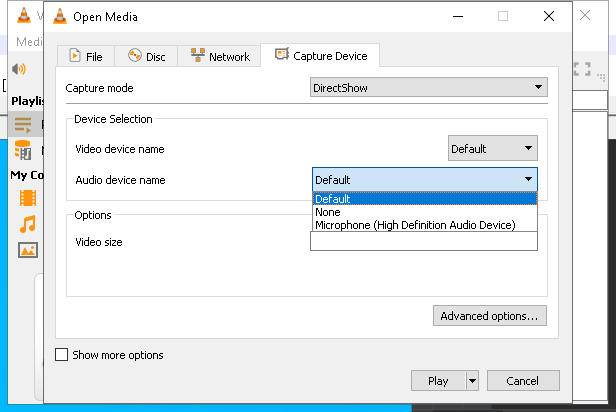 V
Open Media
Medi
File
Disc
Network
Capture Device
Capture mode
DirectShow
Playlis
Device Selection
Video device name
Default
My Co
Audio device name
Default
Default
None
Microphone (High Definition Audio Device)
Options
Video size
Advanced options...
Show more options
Play
Cancel